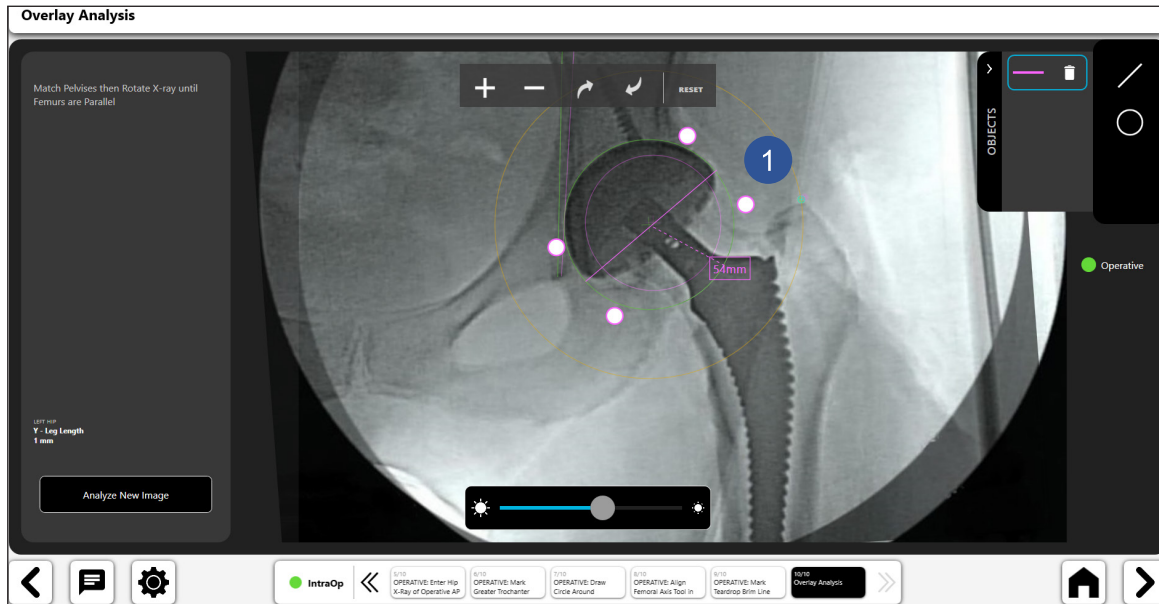 Overlay Analysis
Match Pelvises then Rotate X-ray until
Femurs are Parallel
RESET
1
OBJECTS
54mm
Operative
LEFT HIP
Y - Leg Length
1 mm
Analyze New Image
IntraOp
5/10
OPERATIVE: Enter Hip
X-Ray of Operative AP
6/10
OPERATIVE: Mark
Greater Trochanter
7/10
OPERATIVE: Draw
Circle Around
8/10
OPERATIVE: Align
Femoral Axis Tool in
9/10
OPERATIVE: Mark
Teardrop Brim Line
10/10
Overlay Analysis